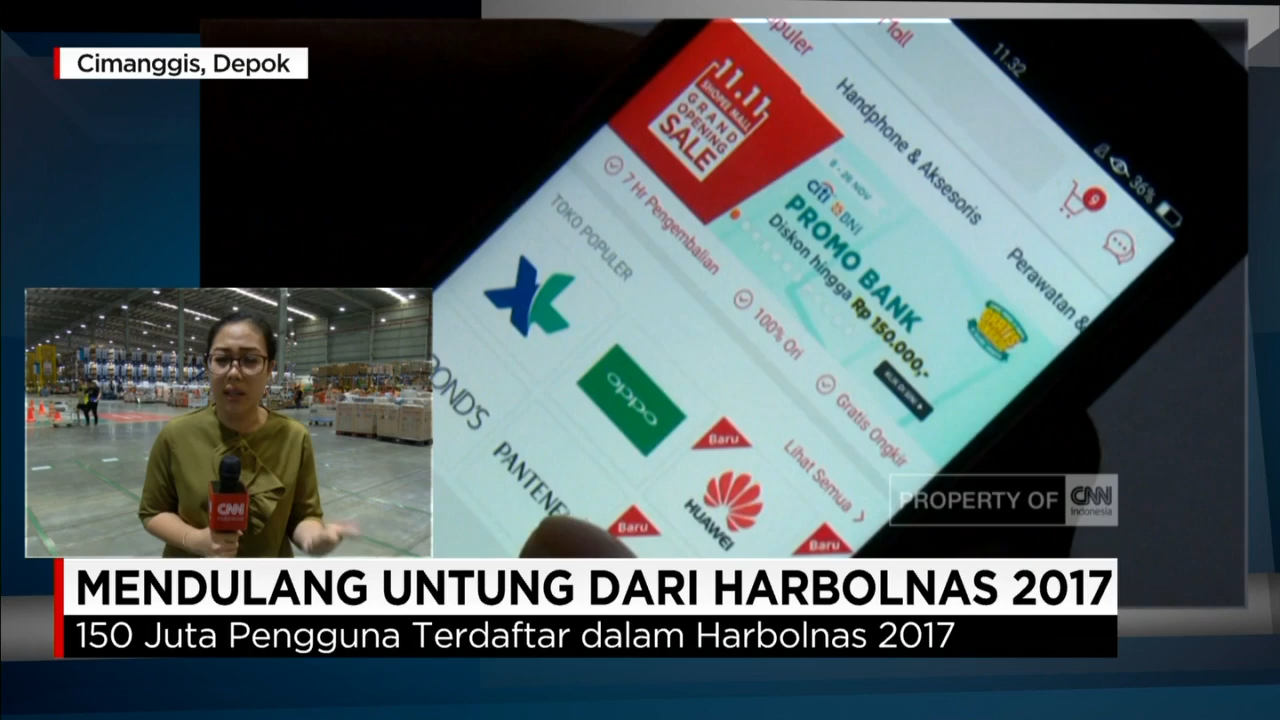 Cimanggis, Depok
11.32
36%
puler
Mall
Handphone & Aksesoris
Perawatan &
9
11.11
SHOPEE MALL
GRAND
OPENING
SALE
8 - 26 NOV
citi BNI
PROMO BANK
Diskon hingga Rp 150.000,-
7 Hr Pengembalian
100% Ori
Gratis Ongkir
TOKO POPULER
Lihat Semua >
XL
oppo
Baru
HUAWEI
POND'S
PANTENE
Baru
Baru
CNN
PROPERTY OF CNN
Indonesia
MENDULANG UNTUNG DARI HARBOLNAS 2017
150 Juta Pengguna Terdaftar dalam Harbolnas 2017